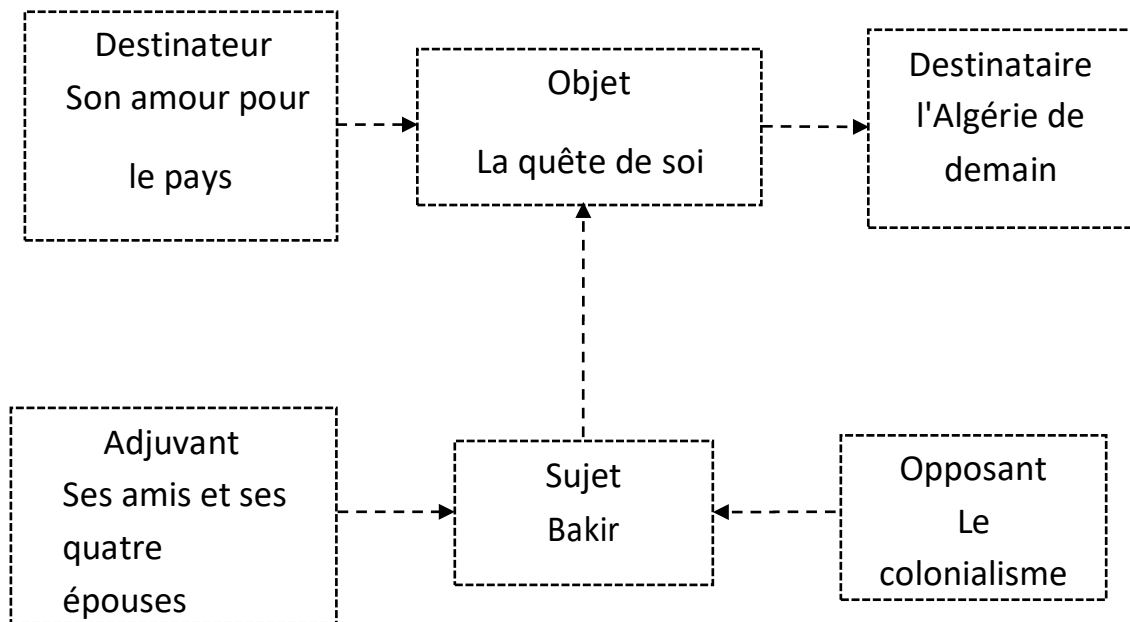 Destinateur
Son amour pour
le pays
Objet
La quête de soi
Destinataire
l'Algérie de
demain
Adjuvant
Ses amis et ses
quatre
épouses
Sujet
Bakir
Opposant
Le
colonialisme